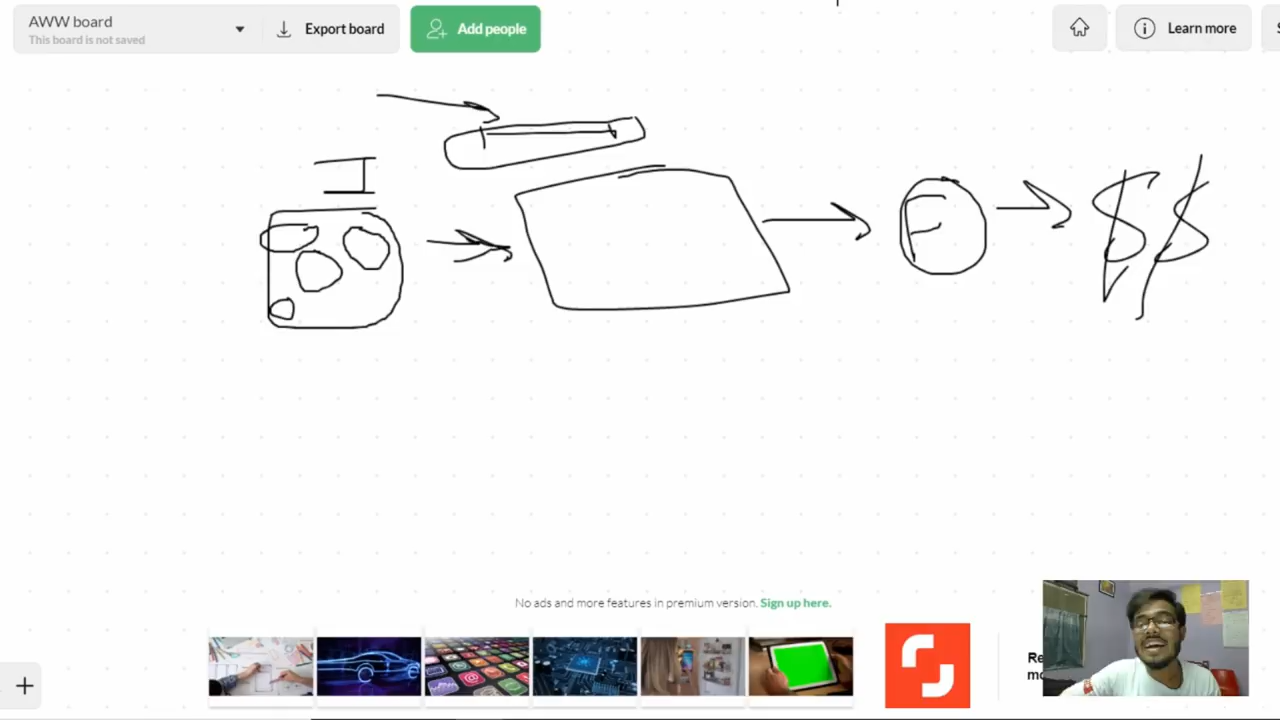 AWW board
This board is not saved
Export board
Add people
Learn more
I
F
$$
No ads and more features in premium version. Sign up here.